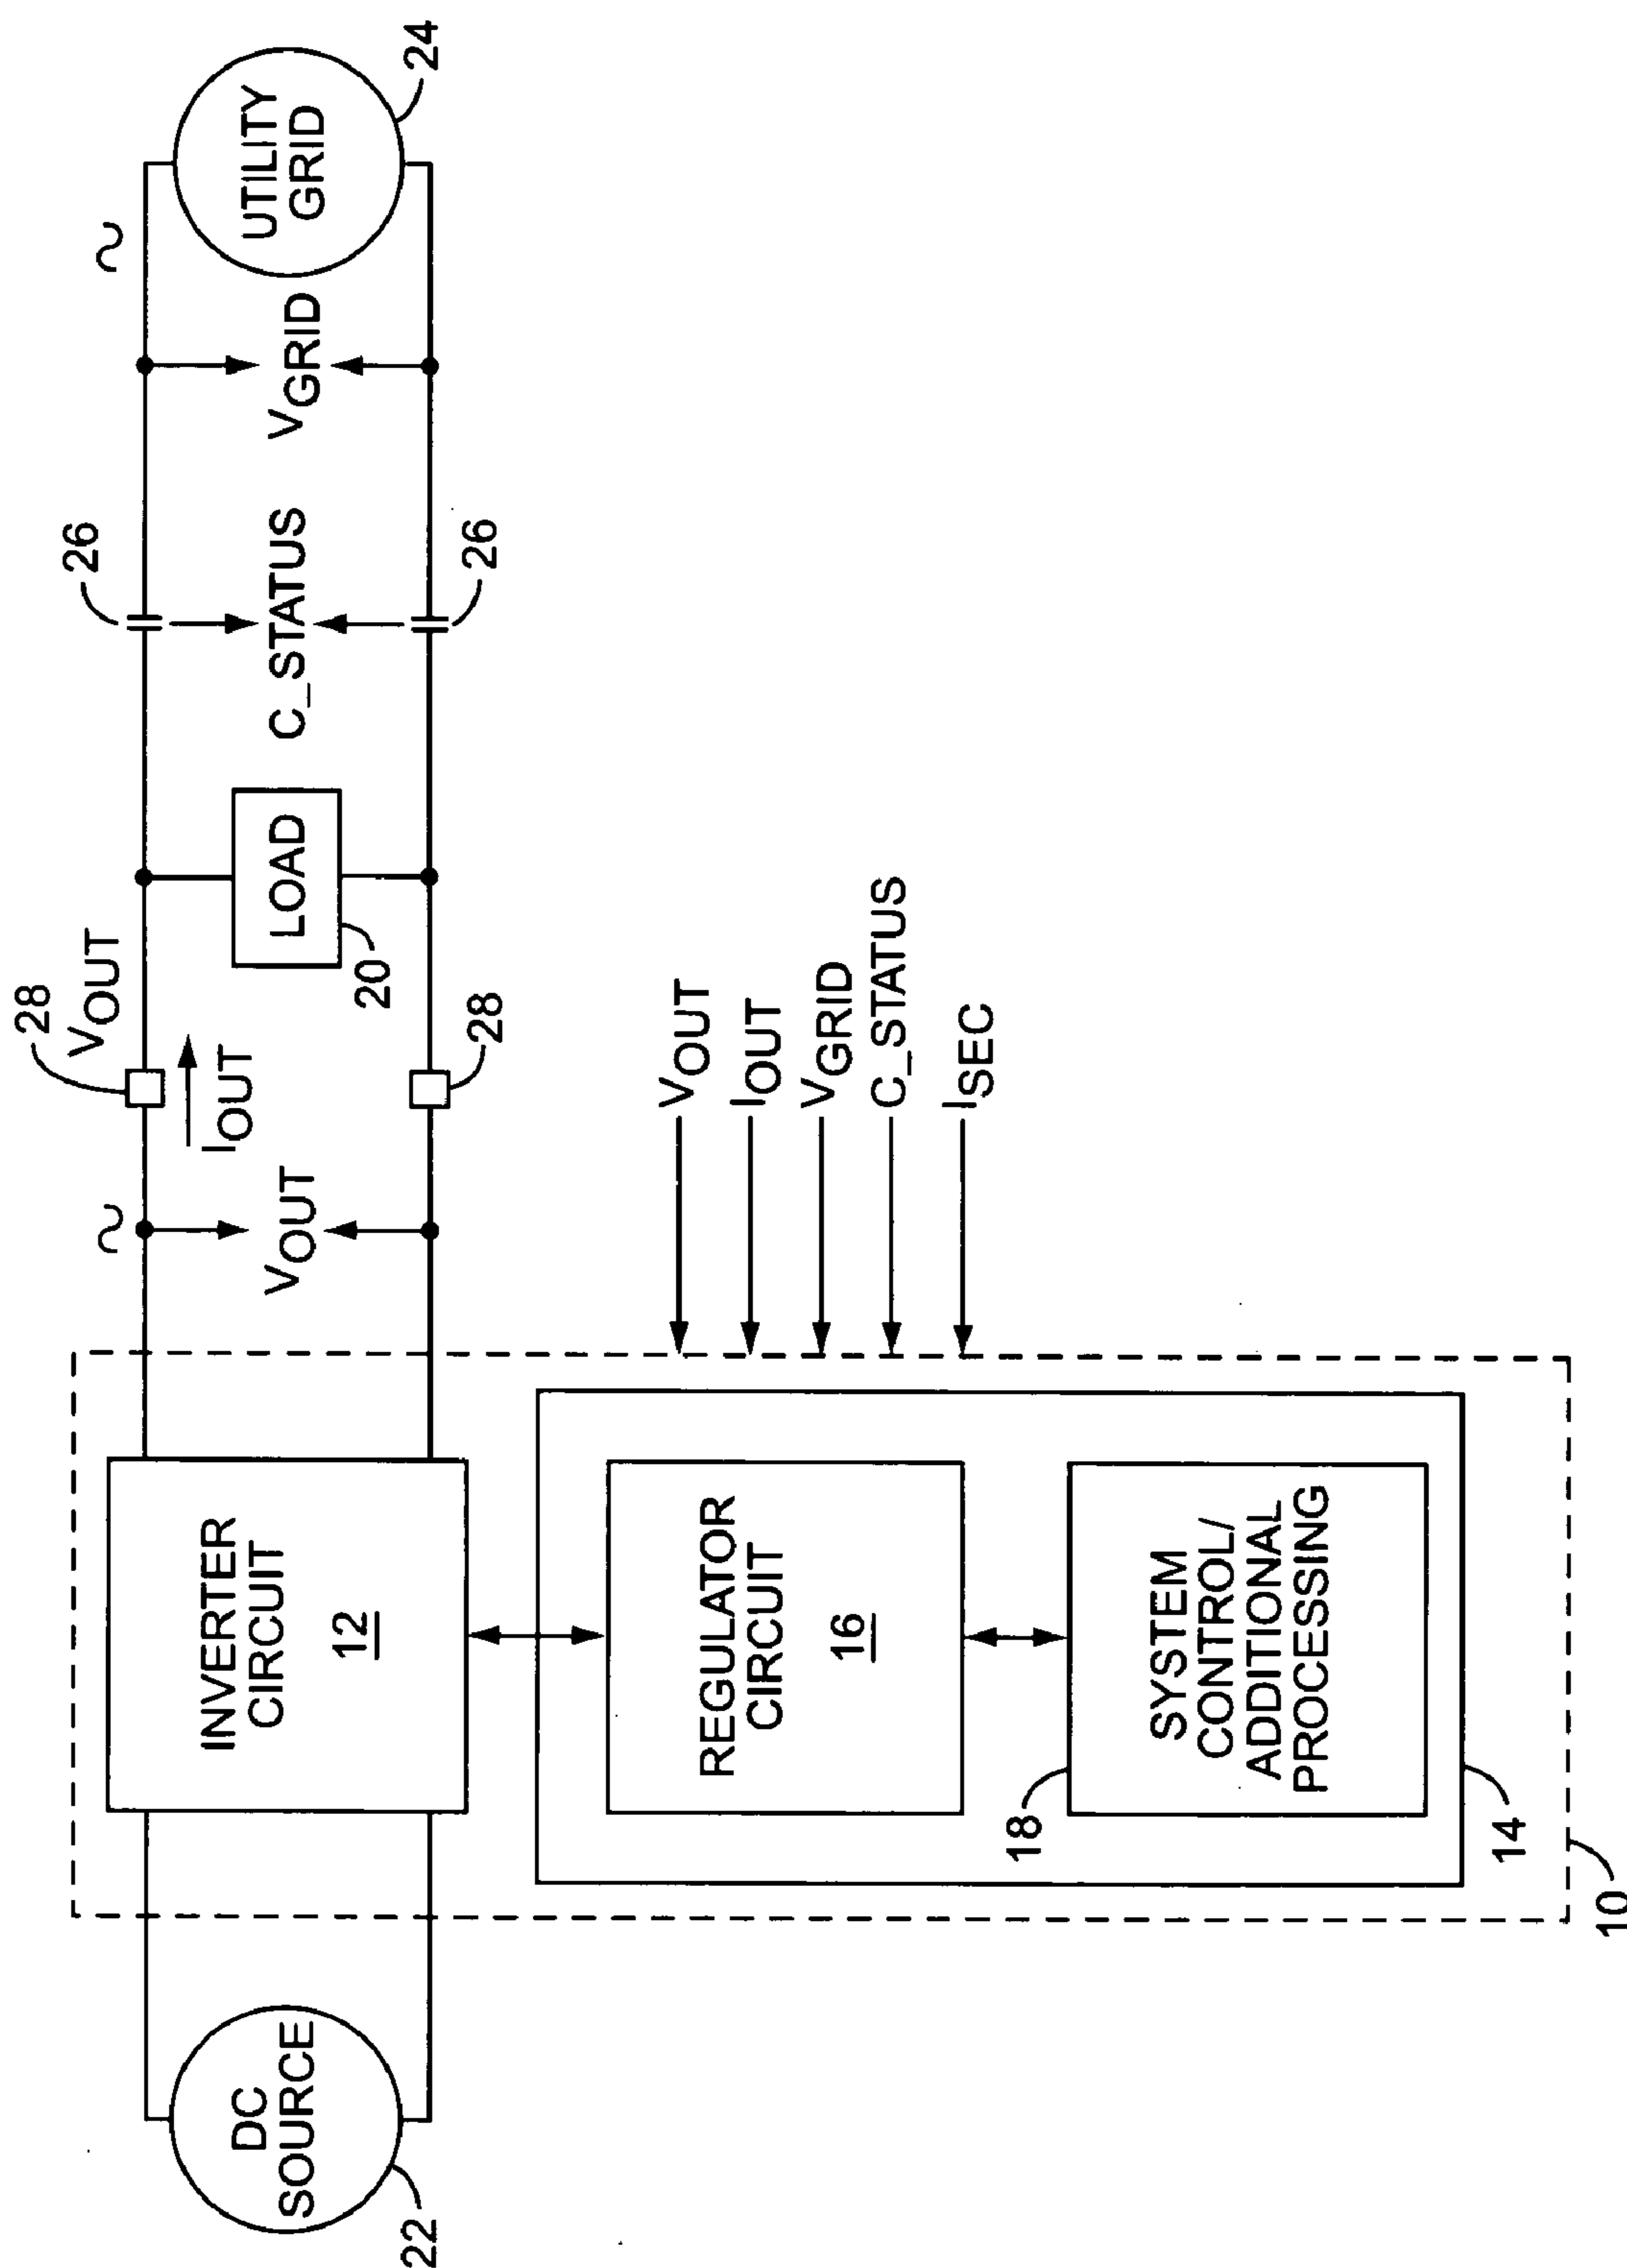 28
VOUT
26
24
IOUT
VOUT
LOAD
20
C_STATUS
VGRID
UTILITY
GRID
28
26
DC
SOURCE
22
INVERTER
CIRCUIT
12
REGULATOR
CIRCUIT
16
18
SYSTEM
CONTROL/
ADDITIONAL
PROCESSING
14
10
VOUT
IOUT
VGRID
C_STATUS
ISEC